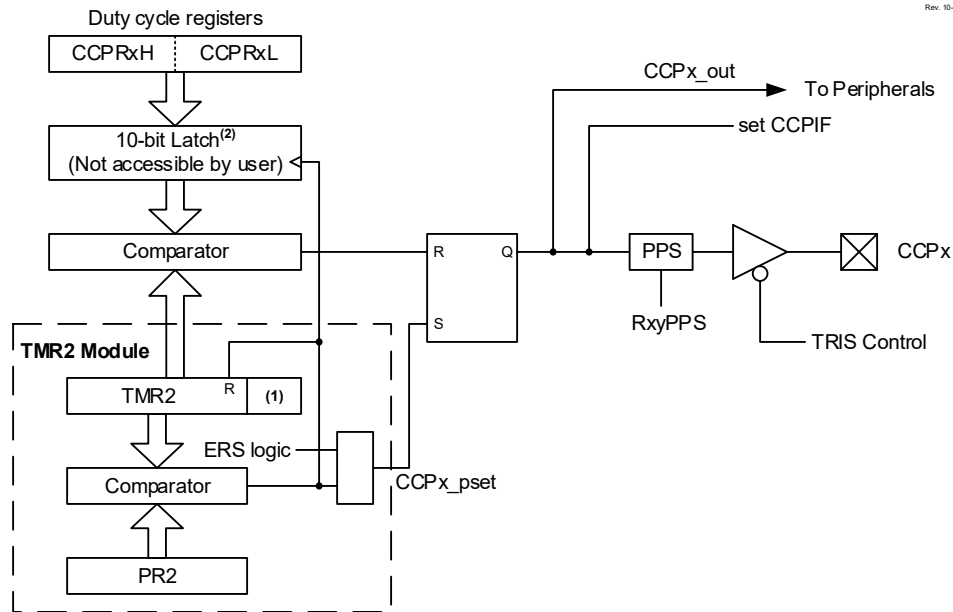 Rev. 10-
Duty cycle registers
CCPRxH CCPRxL
CCPx_out
To Peripherals
set CCPIF
10-bit Latch(2)
(Not accessible by user)
Comparator
R Q
S
PPS
CCPx
RxyPPS
TRIS Control
TMR2 Module
TMR2 R (1)
ERS logic
Comparator
CCPx_pset
PR2